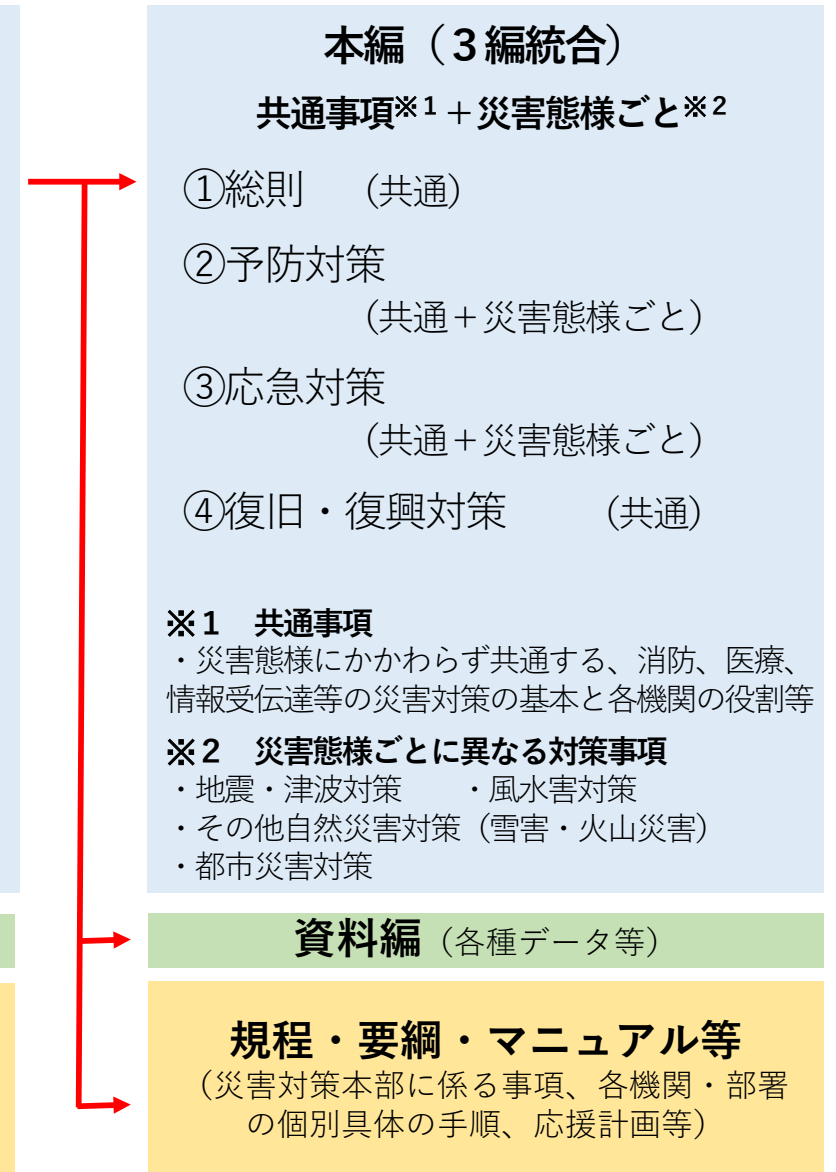 本編（３編統合）
共通事項※１＋災害態様ごと※２
①総則　（共通）
②予防対策
（共通＋災害態様ごと）
③応急対策
（共通＋災害態様ごと）
④復旧・復興対策　（共通）
※１　共通事項
・災害態様にかかわらず共通する、消防、医療、
情報受伝達等の災害対策の基本と各機関の役割等
※２　災害態様ごとに異なる対策事項
・地震・津波対策　・風水害対策
・その他自然災害対策（雪害・火山災害）
・都市災害対策
資料編（各種データ等）
規程・要綱・マニュアル等
（災害対策本部に係る事項、各機関・部署
の個別具体の手順、応援計画等）